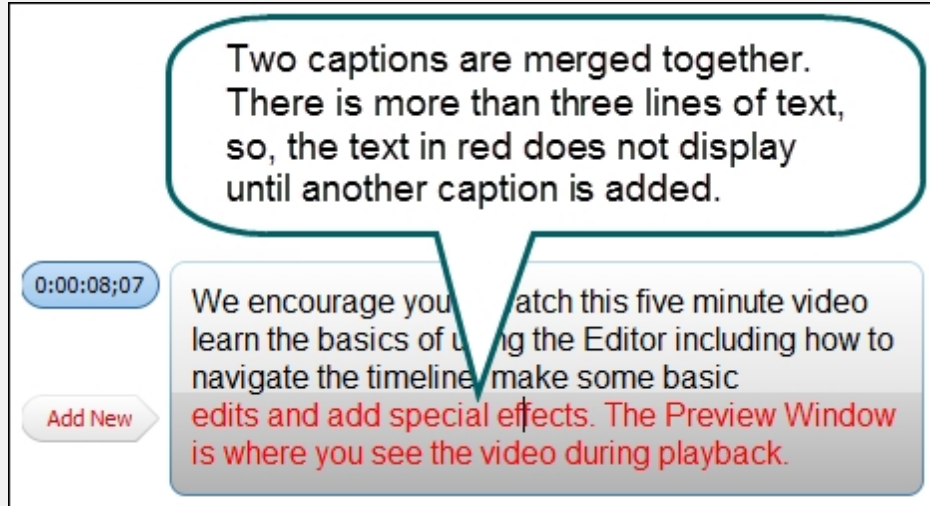 Two captions are merged together.
There is more than three lines of text,
so, the text in red does not display
until another caption is added.
0:00:08;07
We encourage you atch this five minute video
learn the basics of ng the Editor including how to
navigate the timeline make some basic
Add New
edits and add special effects. The Preview Window
is where you see the video during playback.